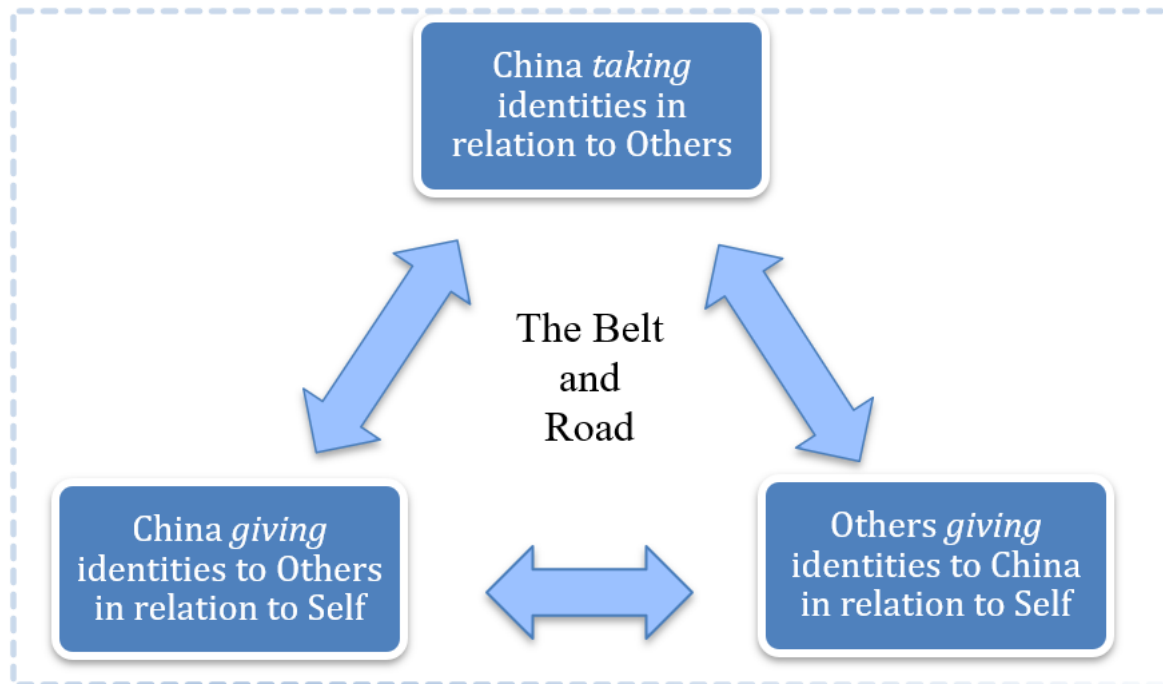 China taking
identities in
relation to Others
The Belt
and
Road
China giving
identities to Others
in relation to Self
Others giving
identities to China
in relation to Self